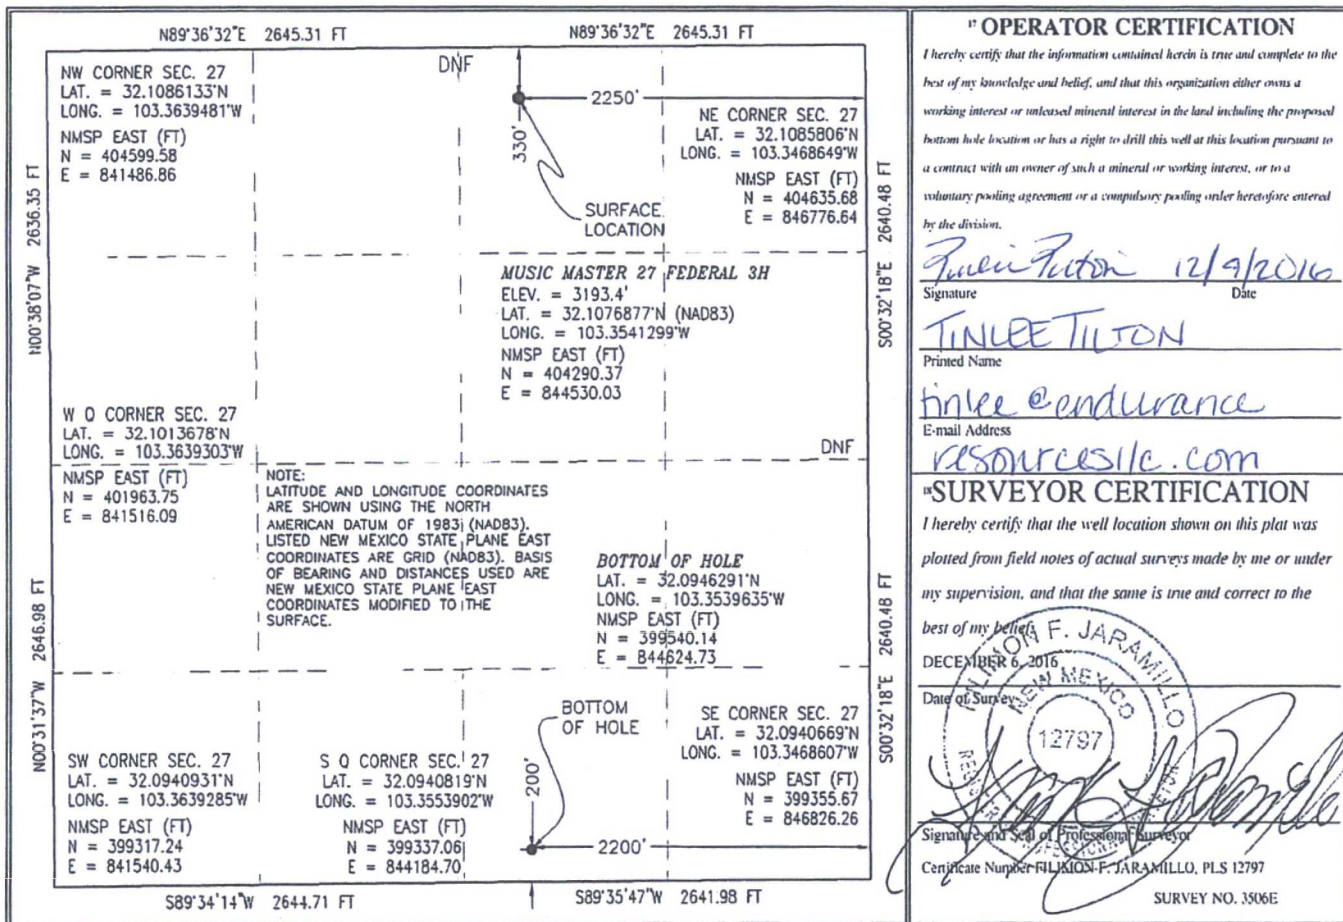 N89°36'32"E 2645.31 FT
N89°36'32"E 2645.31 FT
DNF
NW CORNER SEC. 27
LAT. = 32.1086133°N
LONG. = 103.3639481°W
NMSP EAST (FT)
N = 404599.58
E = 841486.86
2250'
330'
NE CORNER SEC. 27
LAT. = 32.1085806°N
LONG. = 103.3468649°W
NMSP EAST (FT)
N = 404635.68
E = 846776.64
SURFACE
LOCATION
N00°38'07"W 2636.35 FT
S00°32'18"E 2640.48 FT
MUSIC MASTER 27 FEDERAL 3H
ELEV. = 3193.4'
LAT. = 32.1076877°N (NAD83)
LONG. = 103.3541299°W
NMSP EAST (FT)
N = 404290.37
E = 844530.03
W Q CORNER SEC. 27
LAT. = 32.1013678°N
LONG. = 103.3639303°W
NMSP EAST (FT)
N = 401963.75
E = 841516.09
DNF
NOTE:
LATITUDE AND LONGITUDE COORDINATES
ARE SHOWN USING THE NORTH
AMERICAN DATUM OF 1983 (NAD83).
LISTED NEW MEXICO STATE PLANE EAST
COORDINATES ARE GRID (NAD83). BASIS
OF BEARING AND DISTANCES USED ARE
NEW MEXICO STATE PLANE EAST
COORDINATES MODIFIED TO THE
SURFACE.
BOTTOM OF HOLE
LAT. = 32.0946291°N
LONG. = 103.3539635°W
NMSP EAST (FT)
N = 399540.14
E = 844624.73
N00°31'37"W 2646.98 FT
S00°32'18"E 2640.48 FT
SW CORNER SEC. 27
LAT. = 32.0940931°N
LONG. = 103.3639285°W
NMSP EAST (FT)
N = 399317.24
E = 841540.43
S Q CORNER SEC. 27
LAT. = 32.0940819°N
LONG. = 103.3553902°W
NMSP EAST (FT)
N = 399337.06
E = 844184.70
BOTTOM
OF HOLE
200'
2200'
SE CORNER SEC. 27
LAT. = 32.0940669°N
LONG. = 103.3468607°W
NMSP EAST (FT)
N = 399355.67
E = 846826.26
S89°34'14"W 2644.71 FT
S89°35'47"W 2641.98 FT
17 OPERATOR CERTIFICATION
I hereby certify that the information contained herein is true and complete to the
best of my knowledge and belief, and that this organization either owns a
working interest or unleased mineral interest in the land including the proposed
bottom hole location or has a right to drill this well at this location pursuant to
a contract with an owner of such a mineral or working interest, or to a
voluntary pooling agreement or a compulsory pooling order heretofore entered
by the division.
12/9/2016
Signature Date
TINLEE TILTON
Printed Name
tinlee@endurance
E-mail Address
resourcesllc.com
18 SURVEYOR CERTIFICATION
I hereby certify that the well location shown on this plat was
plotted from field notes of actual surveys made by me or under
my supervision, and that the same is true and correct to the
best of my belief.
DECEMBER 6, 2016
Date of Survey
FILIMON F. JARAMILLO
NEW MEXICO
12797
Signature and Seal of Professional Surveyor
Certificate Number FILIMON F. JARAMILLO, PLS 12797
SURVEY NO. 3506E